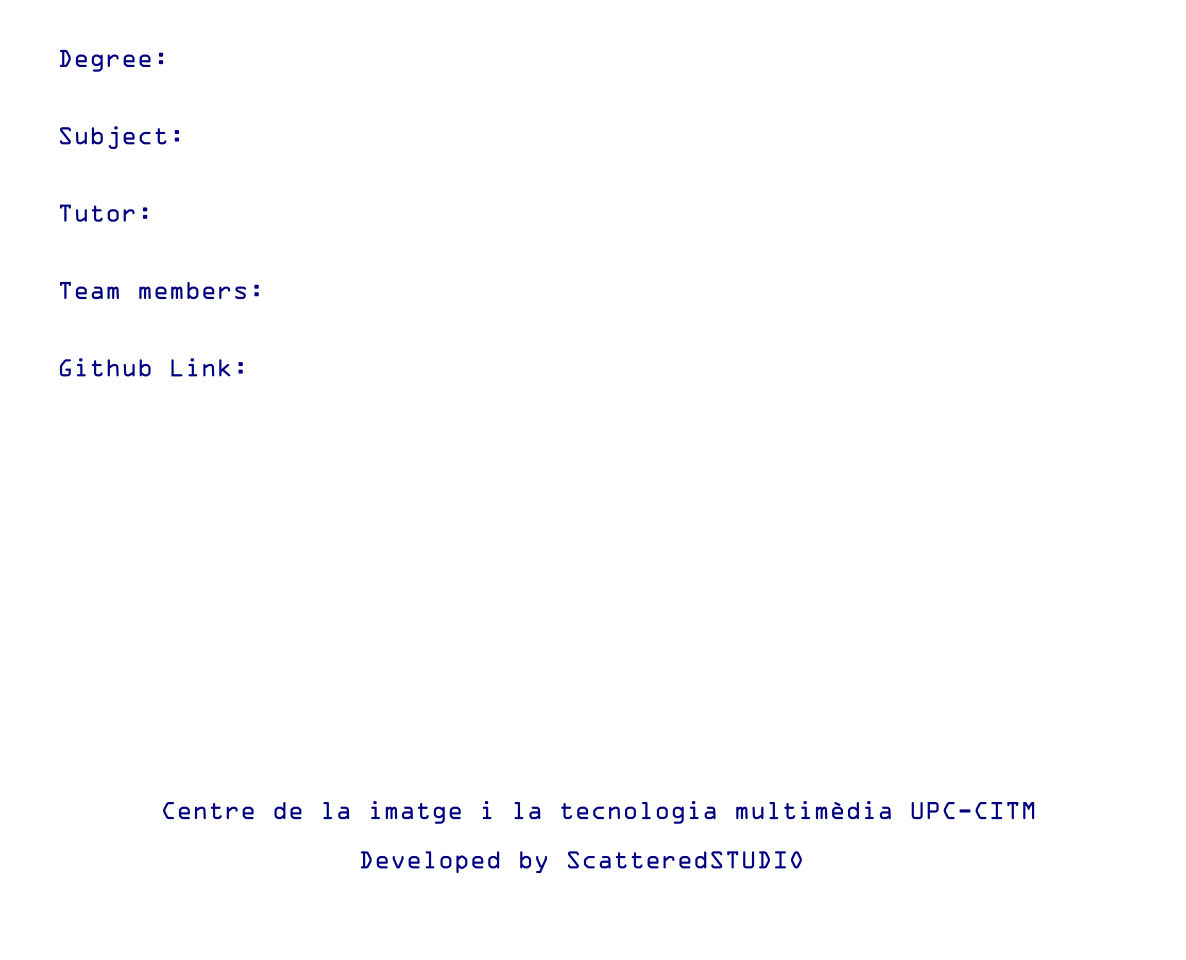 Degree:
Subject:
Tutor:
Team members:
Github Link:
Centre de la imatge i la tecnologia multimèdia UPC-CITM
Developed by ScatteredSTUDIO